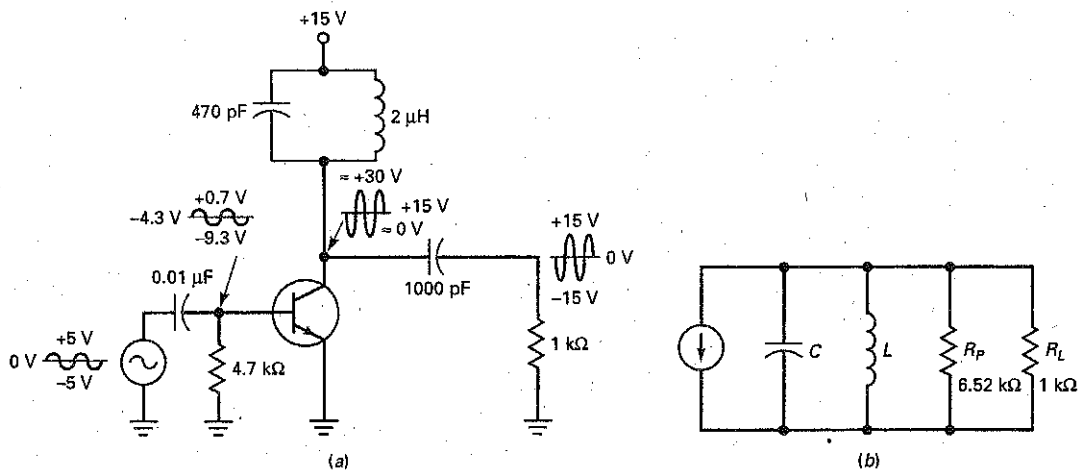 +15 V
470 pF
2 μH
≈ +30 V
+0.7 V
+15 V
-4.3 V
≈ 0 V
-9.3 V
+15 V
0 V
0.01 μF
1000 pF
-15 V
+5 V
0 V
-5 V
4.7 kΩ
1 kΩ
(a)
C
L
R_P
6.52 kΩ
R_L
1 kΩ
(b)